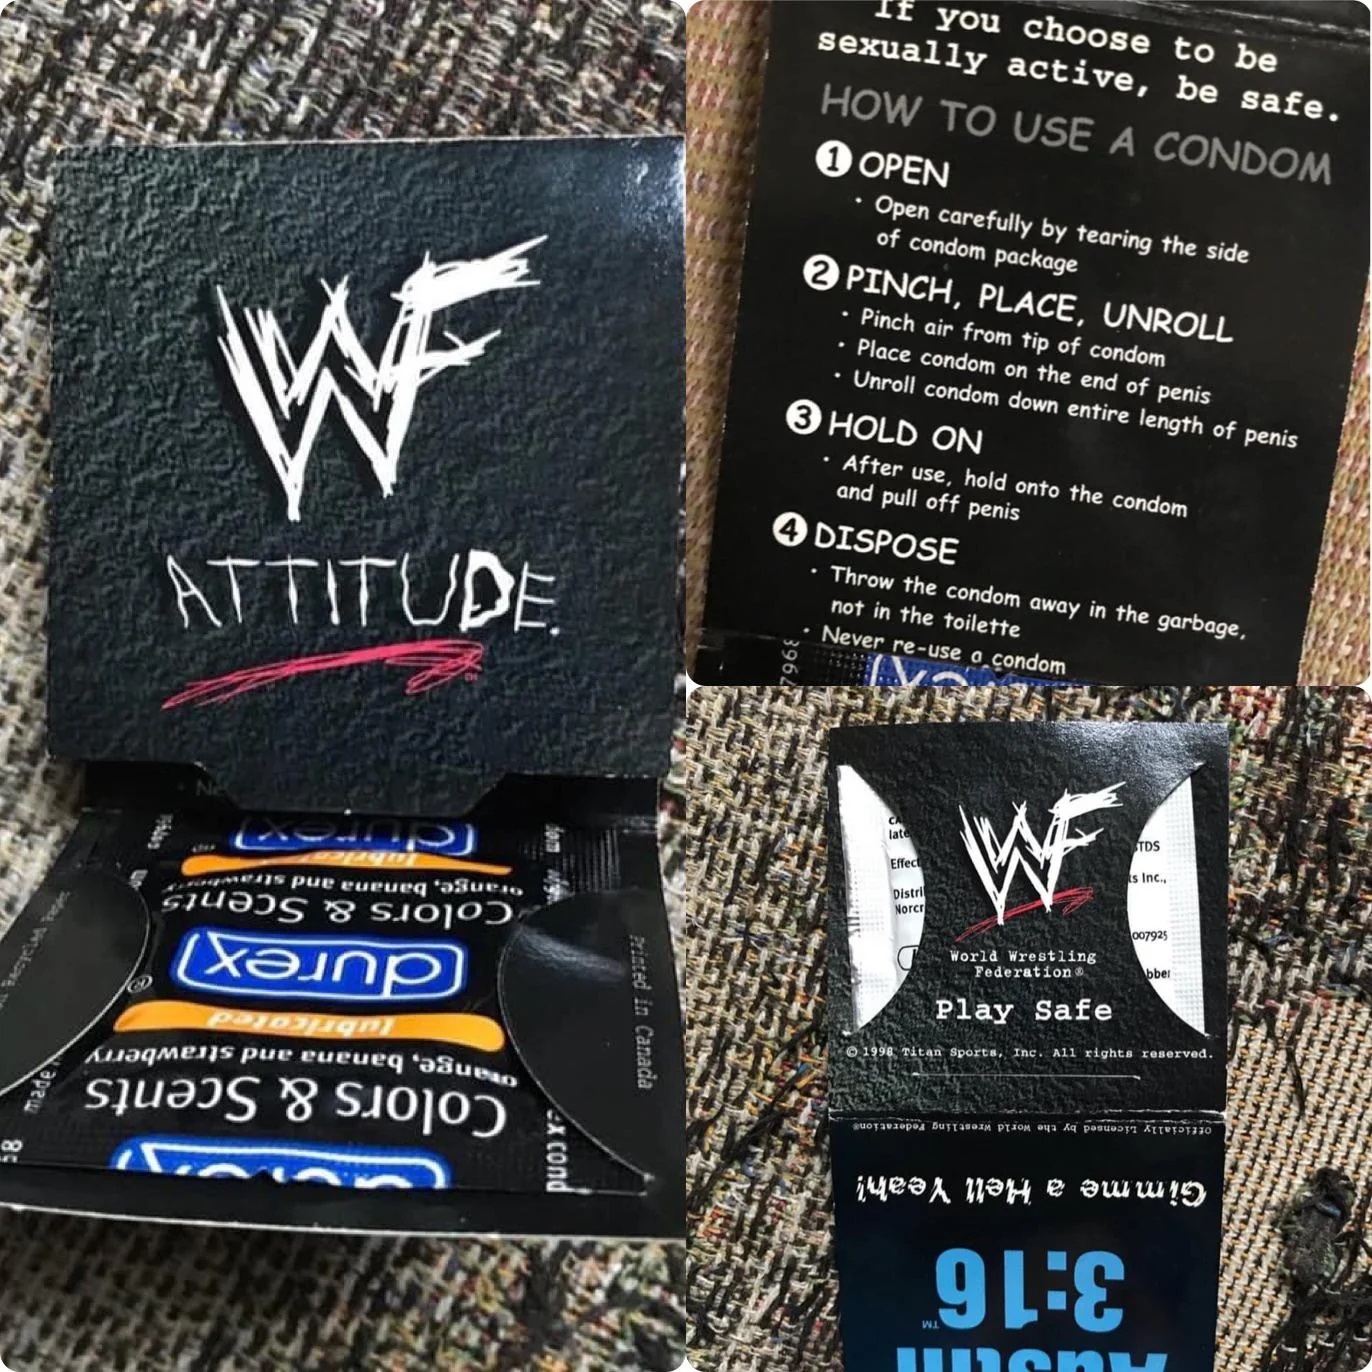 WF
ATTITUDE.
durex
lubricated
orange, banana and strawberry
Colors & Scents
durex
lubricated
orange, banana and strawberry
Colors & Scents
durex
Printed in Canada
If you choose to be
sexually active, be safe.
HOW TO USE A CONDOM
1 OPEN
• Open carefully by tearing the side
of condom package
2 PINCH, PLACE, UNROLL
• Pinch air from tip of condom
• Place condom on the end of penis
• Unroll condom down entire length of penis
3 HOLD ON
• After use, hold onto the condom
and pull off penis
4 DISPOSE
• Throw the condom away in the garbage,
not in the toilette
• Never re-use a condom
WF
World Wrestling
Federation®
Play Safe
© 1998 Titan Sports, Inc. All rights reserved.
Officially Licensed by the World Wrestling Federation®
Gimme a Hell Yeah!
Austin
3:16™